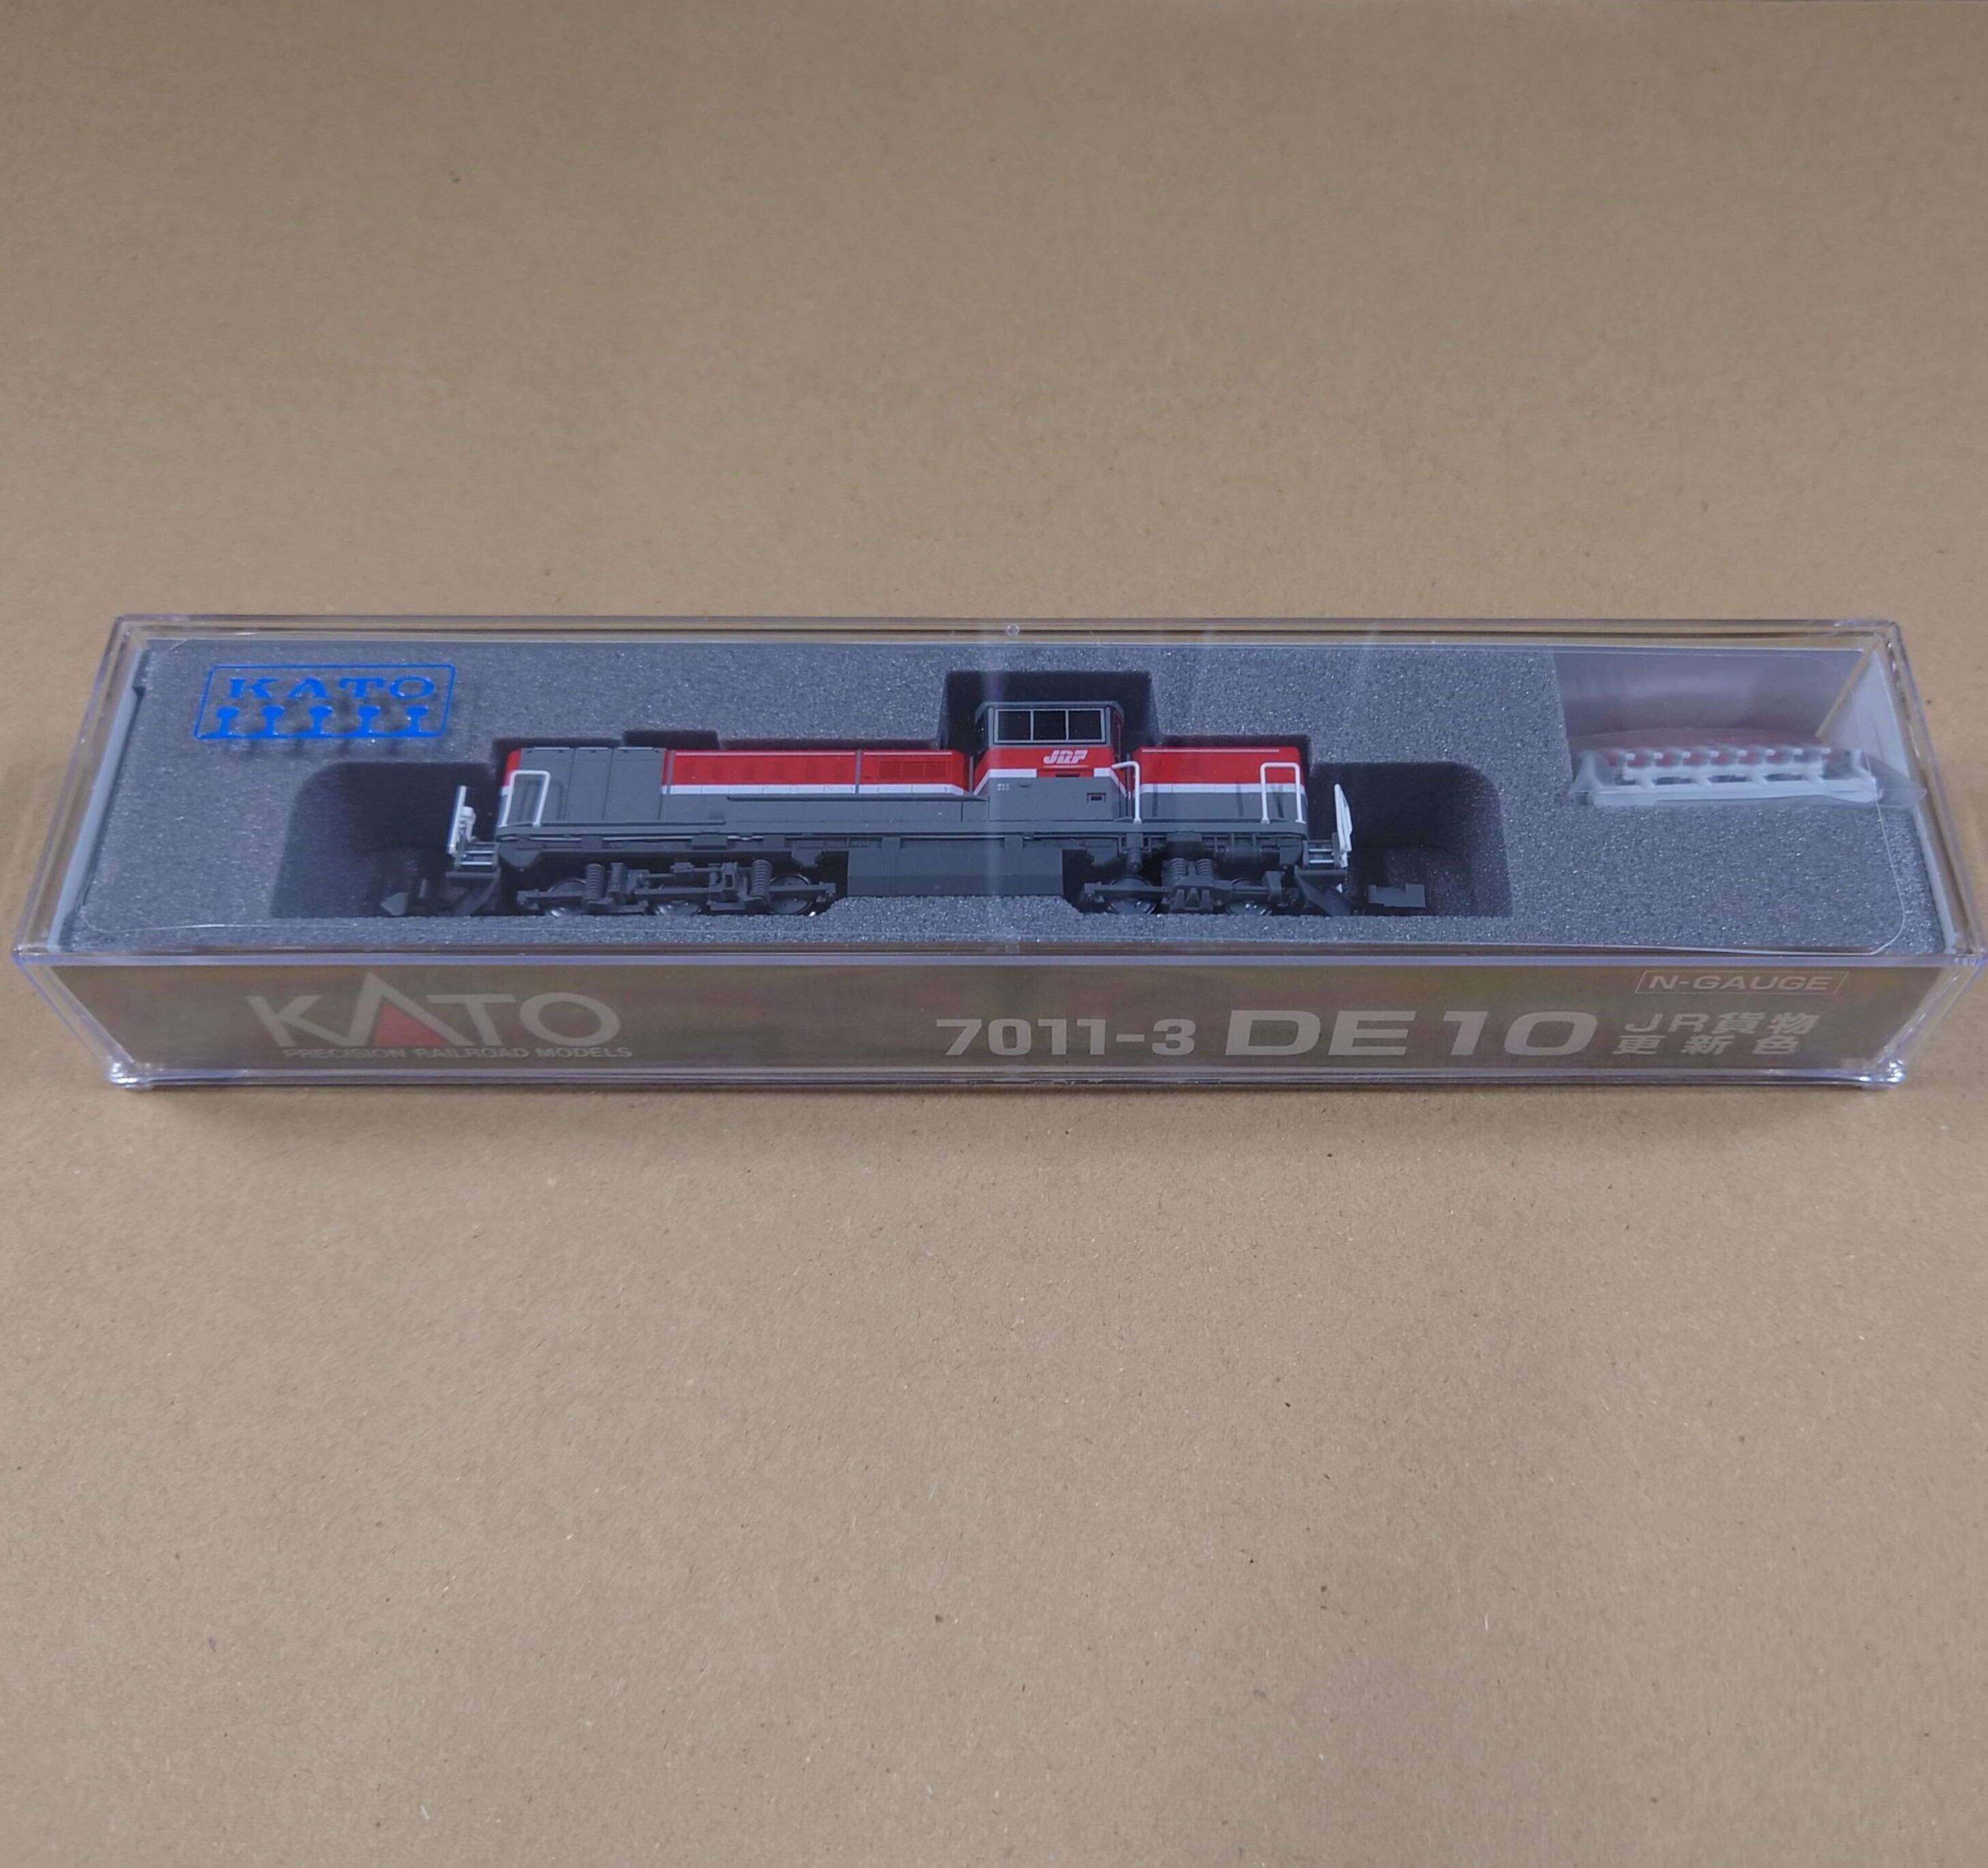 KATO
JRF
KATO
PRECISION RAILROAD MODELS
N-GAUGE
7011-3 DE10 JR貨物
更新色